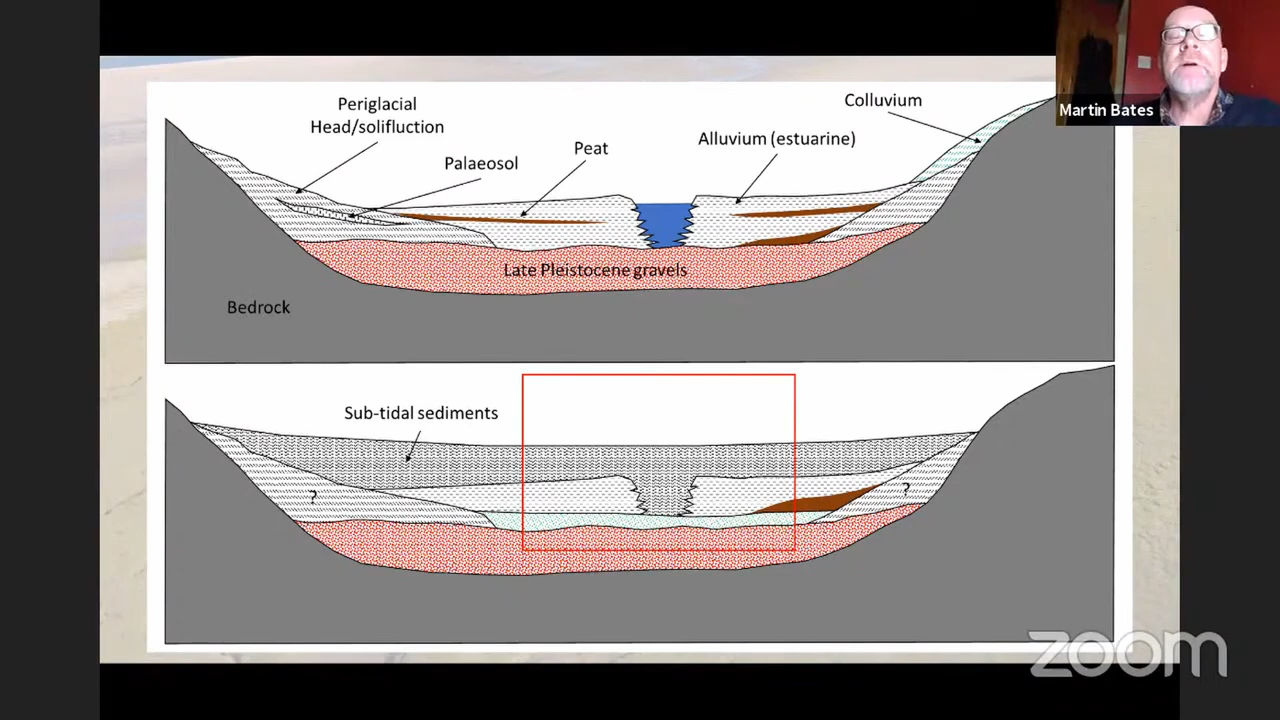 Periglacial
Head/solifluction
Palaeosol
Peat
Alluvium (estuarine)
Colluvium
Martin Bates
Late Pleistocene gravels
Bedrock
Sub-tidal sediments
?
?
zoom